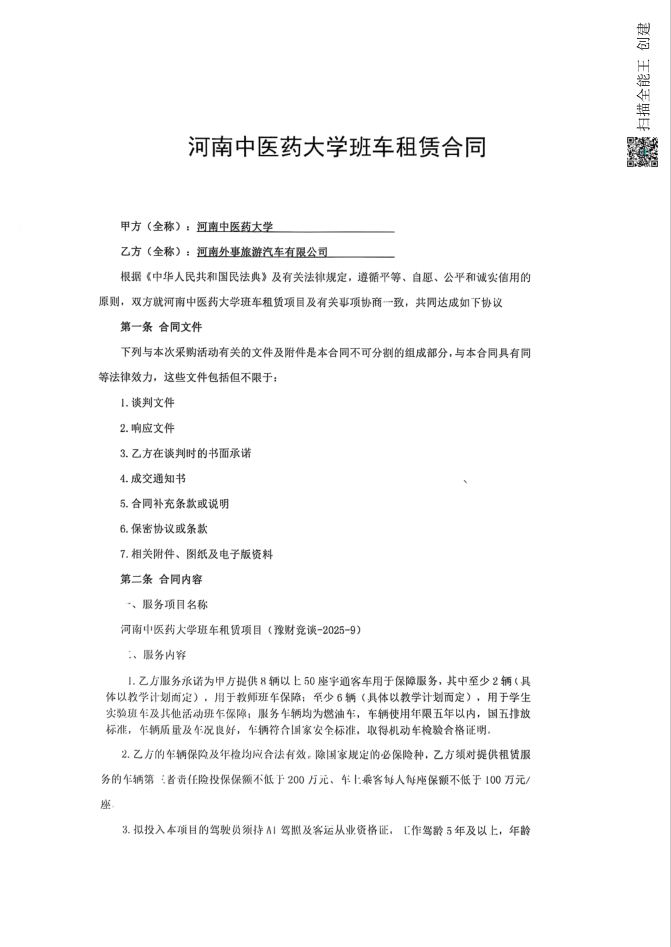 扫描全能王 创建
河南中医药大学班车租赁合同
甲方（全称）：河南中医药大学
乙方（全称）：河南外事旅游汽车有限公司
根据《中华人民共和国民法典》及有关法律规定，遵循平等、自愿、公平和诚实信用的
原则，双方就河南中医药大学班车租赁项目及有关事项协商一致，共同达成如下协议
第一条 合同文件
下列与本次采购活动有关的文件及附件是本合同不可分割的组成部分，与本合同具有同
等法律效力，这些文件包括但不限于：
1.谈判文件
2.响应文件
3.乙方在谈判时的书面承诺
4.成交通知书
5.合同补充条款或说明
6.保密协议或条款
7.相关附件、图纸及电子版资料
第二条 合同内容
一、服务项目名称
河南中医药大学班车租赁项目（豫财竞谈-2025-9）
二、服务内容
1.乙方服务承诺为甲方提供8辆以上50座宇通客车用于保障服务，其中至少2辆（具
体以教学计划而定），用于教师班车保障；至少6辆（具体以教学计划而定），用于学生
实验班车及其他活动班车保障；服务车辆均为燃油车，车辆使用年限五年以内，国五排放
标准，车辆质量及车况良好，车辆符合国家安全标准，取得机动车检验合格证明。
2.乙方的车辆保险及年检均应合法有效。除国家规定的必保险种，乙方须对提供租赁服
务的车辆第三者责任险投保保额不低于200万元、车上乘客每人每座保额不低于100万元/
座。
3.拟投入本项目的驾驶员须持A1驾照及客运从业资格证，工作驾龄5年及以上，年龄